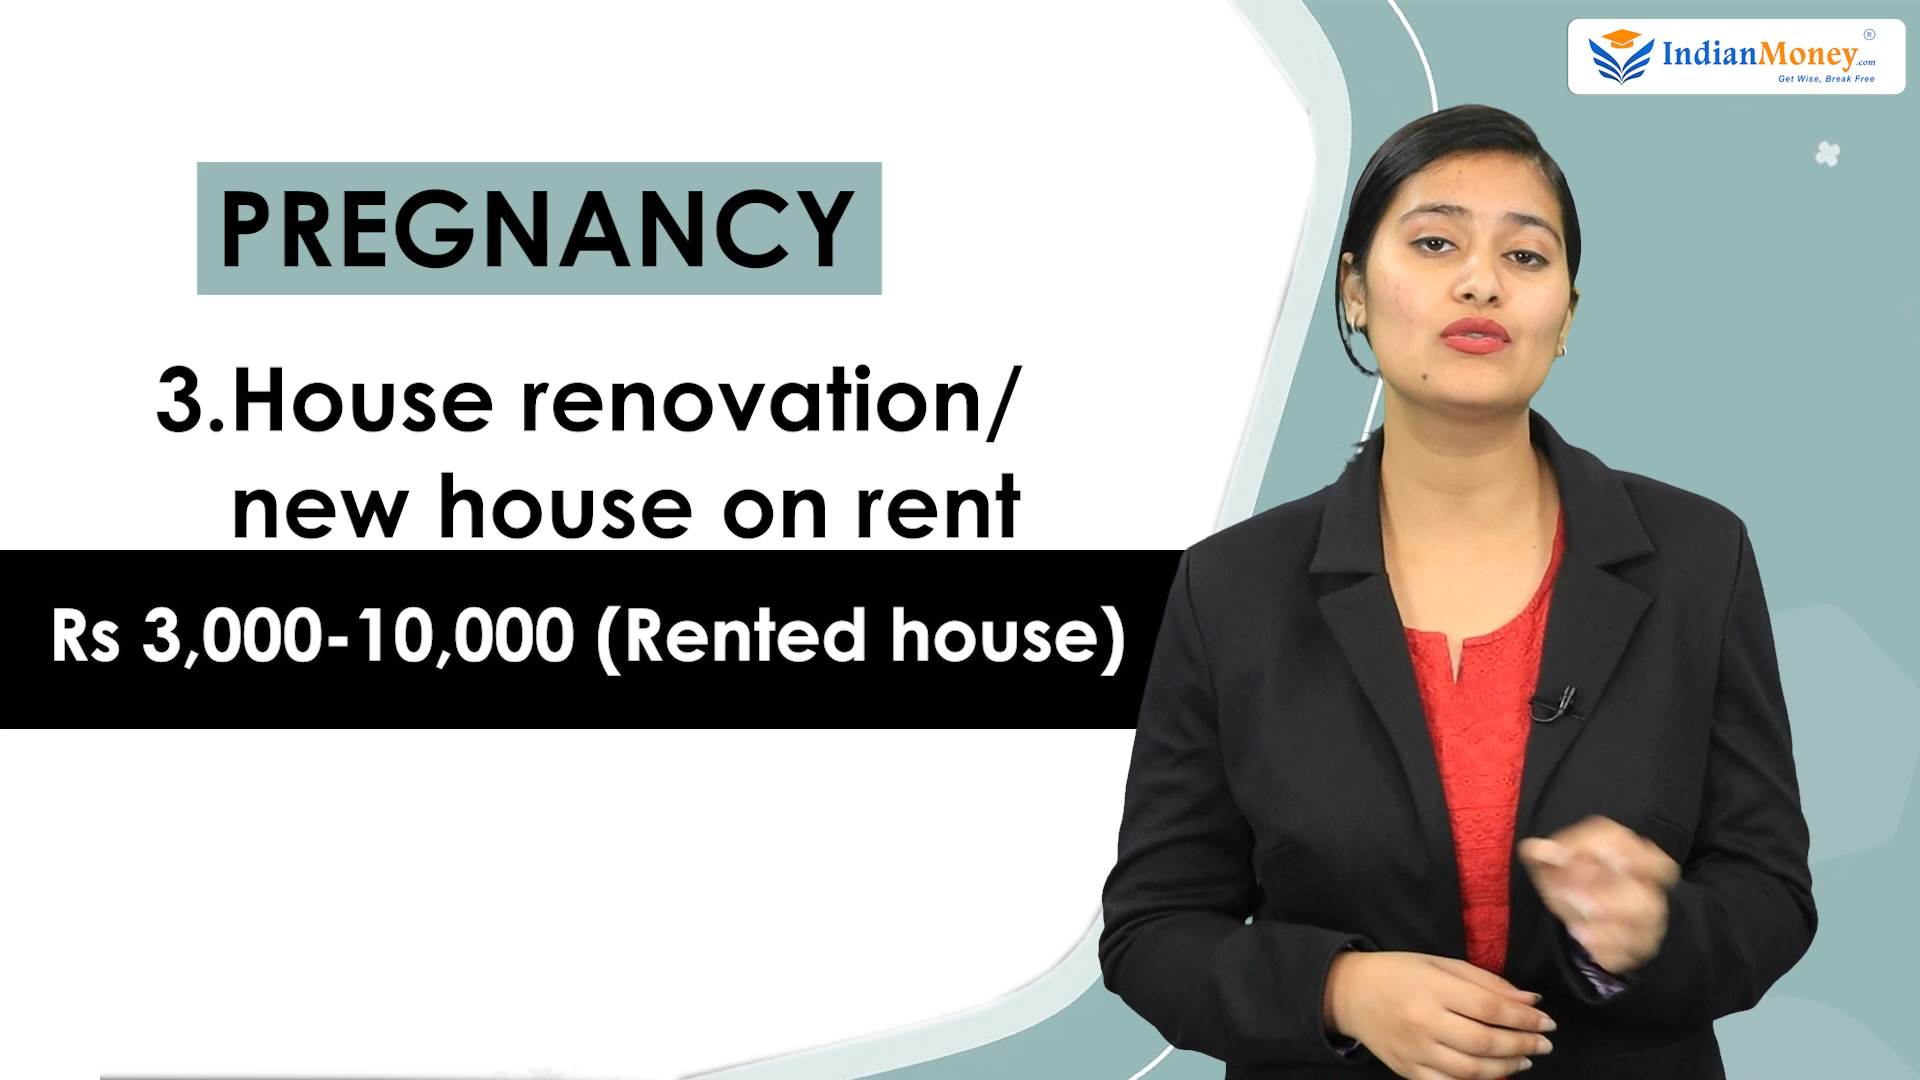 IndianMoney.com
®
Get Wise, Break Free
PREGNANCY
3.House renovation/
new house on rent
Rs 3,000-10,000 (Rented house)